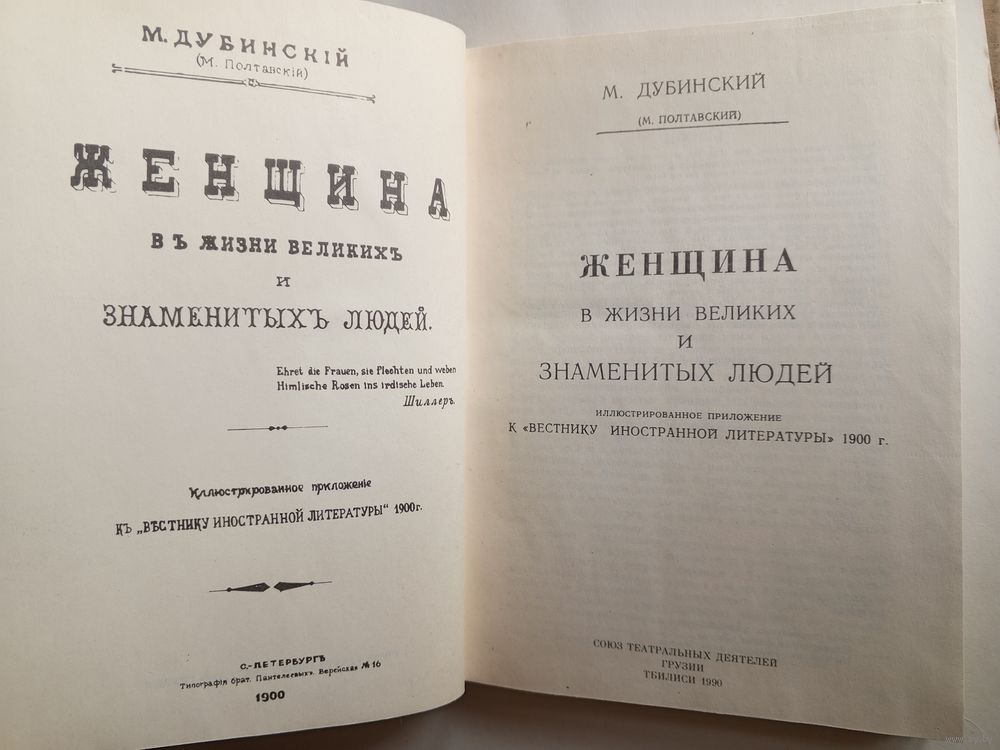 М. ДУБИНСКІЙ
(М. Полтавскій)
ЖЕНЩИНА
ВЪ ЖИЗНИ ВЕЛИКИХЪ
И
ЗНАМЕНИТЫХЪ ЛЮДЕЙ.
Ehret die Frauen, sie flechten und weben
Himlische Rosen ins irdische Leben.
Шиллеръ.
Иллюстрированное приложеніе
КЪ „ВѢСТНИКУ ИНОСТРАННОЙ ЛИТЕРАТУРЫ“ 1900 г.
С.-ПЕТЕРБУРГЪ
Типографія брат. Пантелеевыхъ. Верейская № 16
1900
М. ДУБИНСКИЙ
(М. ПОЛТАВСКИЙ)
ЖЕНЩИНА
В ЖИЗНИ ВЕЛИКИХ
И
ЗНАМЕНИТЫХ ЛЮДЕЙ
ИЛЛЮСТРИРОВАННОЕ ПРИЛОЖЕНИЕ
К «ВЕСТНИКУ ИНОСТРАННОЙ ЛИТЕРАТУРЫ» 1900 г.
СОЮЗ ТЕАТРАЛЬНЫХ ДЕЯТЕЛЕЙ
ГРУЗИИ
ТБИЛИСИ 1990